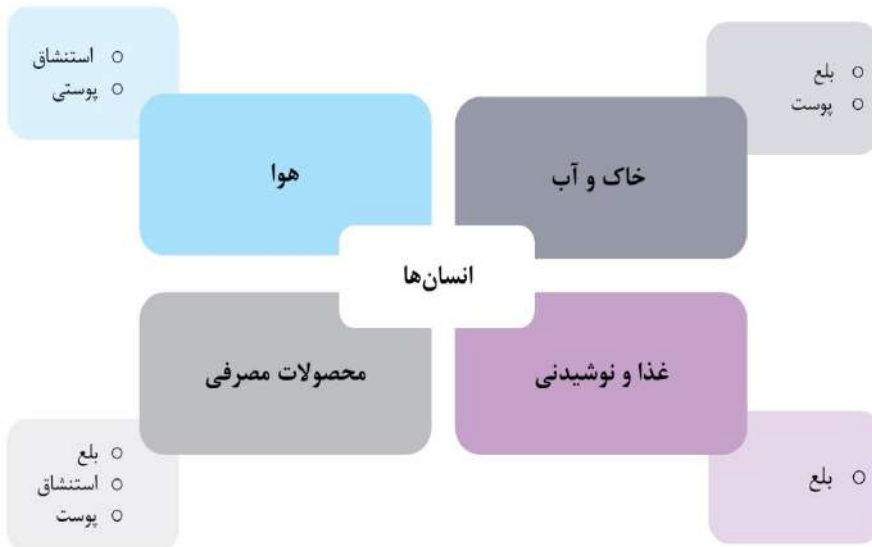 بلع
پوست
استنشاق
پوستی
خاک و آب
هوا
انسان‌ها
غذا و نوشیدنی
محصولات مصرفی
بلع
بلع
استنشاق
پوست